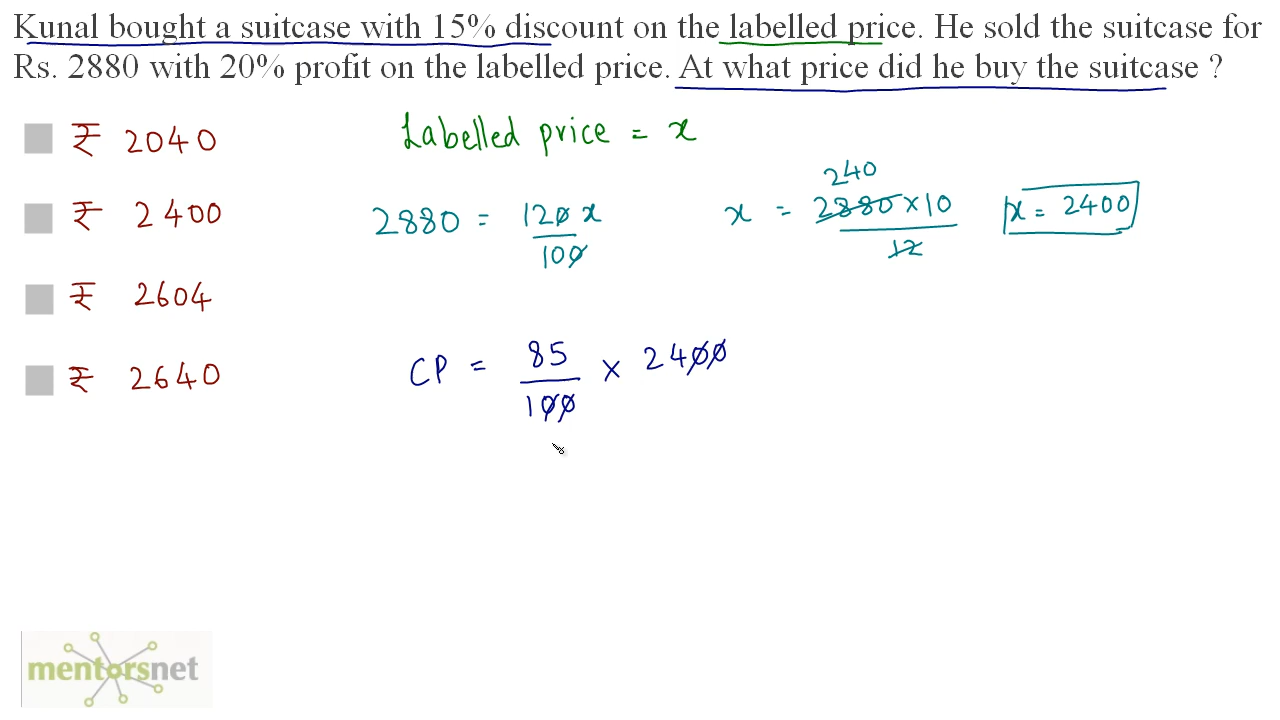 Kunal bought a suitcase with 15% discount on the labelled price. He sold the suitcase for
Rs. 2880 with 20% profit on the labelled price. At what price did he buy the suitcase ?
₹ 2040
Labelled price = x
₹ 2400
2880 = 120x/100
x = 2880×10/12
240
x = 2400
₹ 2604
₹ 2640
CP = 85/100 × 2400
mentorsnet